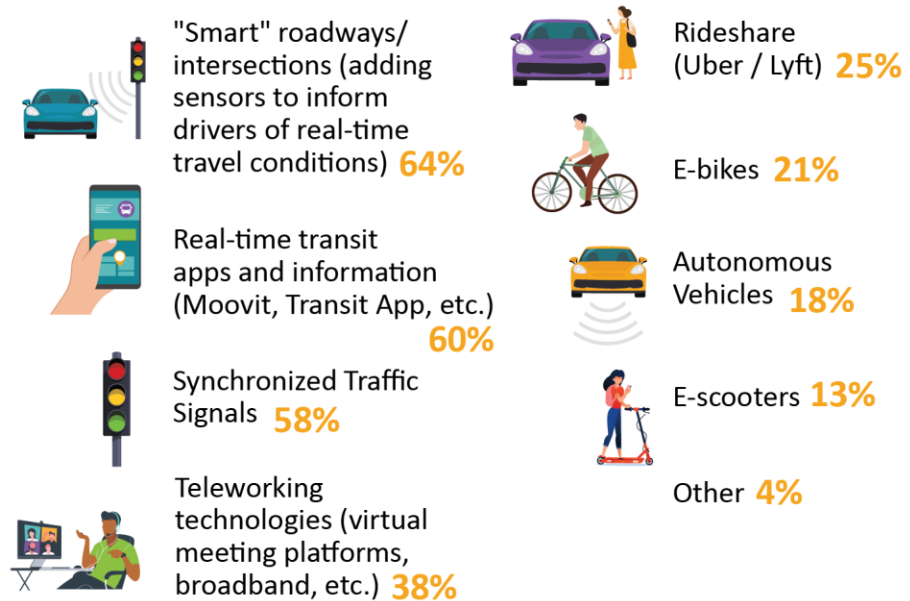 "Smart" roadways/
intersections (adding
sensors to inform
drivers of real-time
travel conditions) 64%
Real-time transit
apps and information
(Moovit, Transit App, etc.)
60%
Synchronized Traffic
Signals 58%
Teleworking
technologies (virtual
meeting platforms,
broadband, etc.) 38%
Rideshare
(Uber / Lyft) 25%
E-bikes 21%
Autonomous
Vehicles 18%
E-scooters 13%
Other 4%